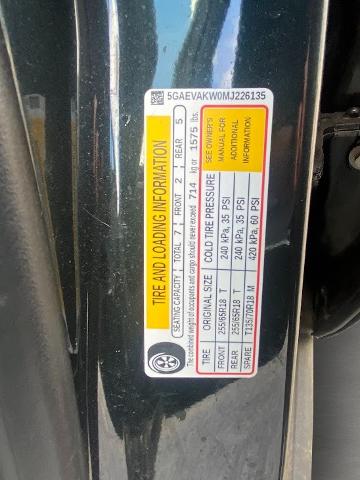 5GAEVAKW0MJ226135
TIRE AND LOADING INFORMATION
SEATING CAPACITY TOTAL 7 FRONT 2 REAR 5
The combined weight of occupants and cargo should never exceed 714 kg or 1575 lbs.
TIRE ORIGINAL SIZE COLD TIRE PRESSURE
FRONT 255/65R18 T 240 kPa, 35 PSI
REAR 255/65R18 T 240 kPa, 35 PSI
SPARE T135/70R18 M 420 kPa, 60 PSI
SEE OWNER'S
MANUAL FOR
ADDITIONAL
INFORMATION